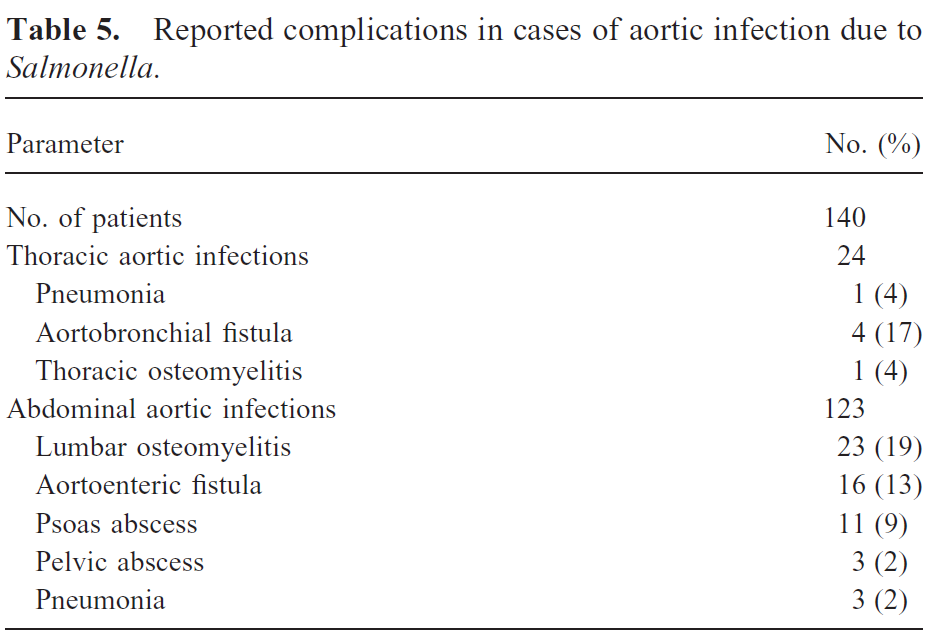 Table 5. Reported complications in cases of aortic infection due to
Salmonella.
Parameter No. (%)
No. of patients 140
Thoracic aortic infections 24
Pneumonia 1 (4)
Aortobronchial fistula 4 (17)
Thoracic osteomyelitis 1 (4)
Abdominal aortic infections 123
Lumbar osteomyelitis 23 (19)
Aortoenteric fistula 16 (13)
Psoas abscess 11 (9)
Pelvic abscess 3 (2)
Pneumonia 3 (2)